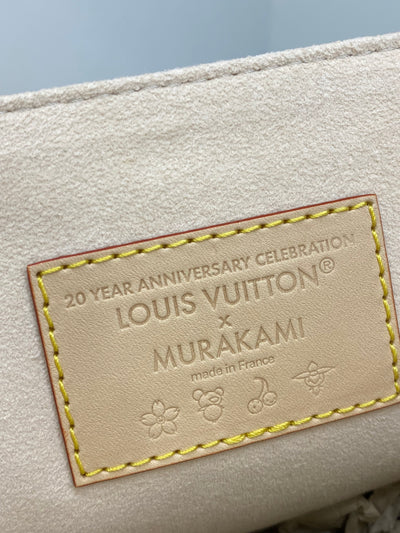 20 YEAR ANNIVERSARY CELEBRATION
LOUIS VUITTON®
×
MURAKAMI
made in France